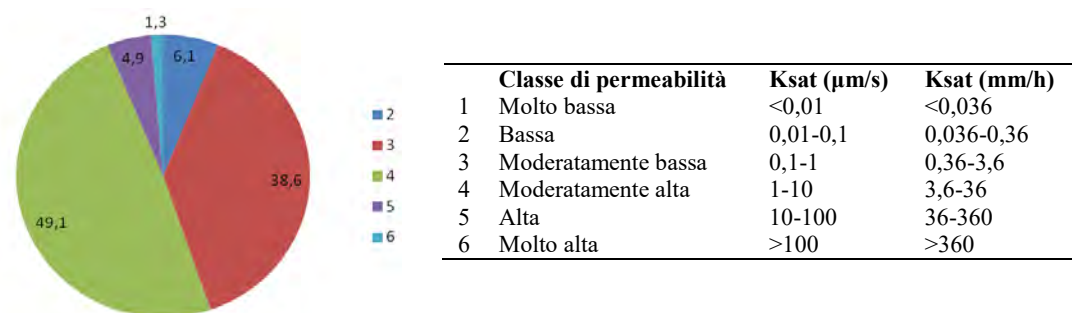 1,3
4,9
6,1
38,6
49,1
2
3
4
5
6
Classe di permeabilità Ksat (µm/s) Ksat (mm/h)
1 Molto bassa <0,01 <0,036
2 Bassa 0,01-0,1 0,036-0,36
3 Moderatamente bassa 0,1-1 0,36-3,6
4 Moderatamente alta 1-10 3,6-36
5 Alta 10-100 36-360
6 Molto alta >100 >360